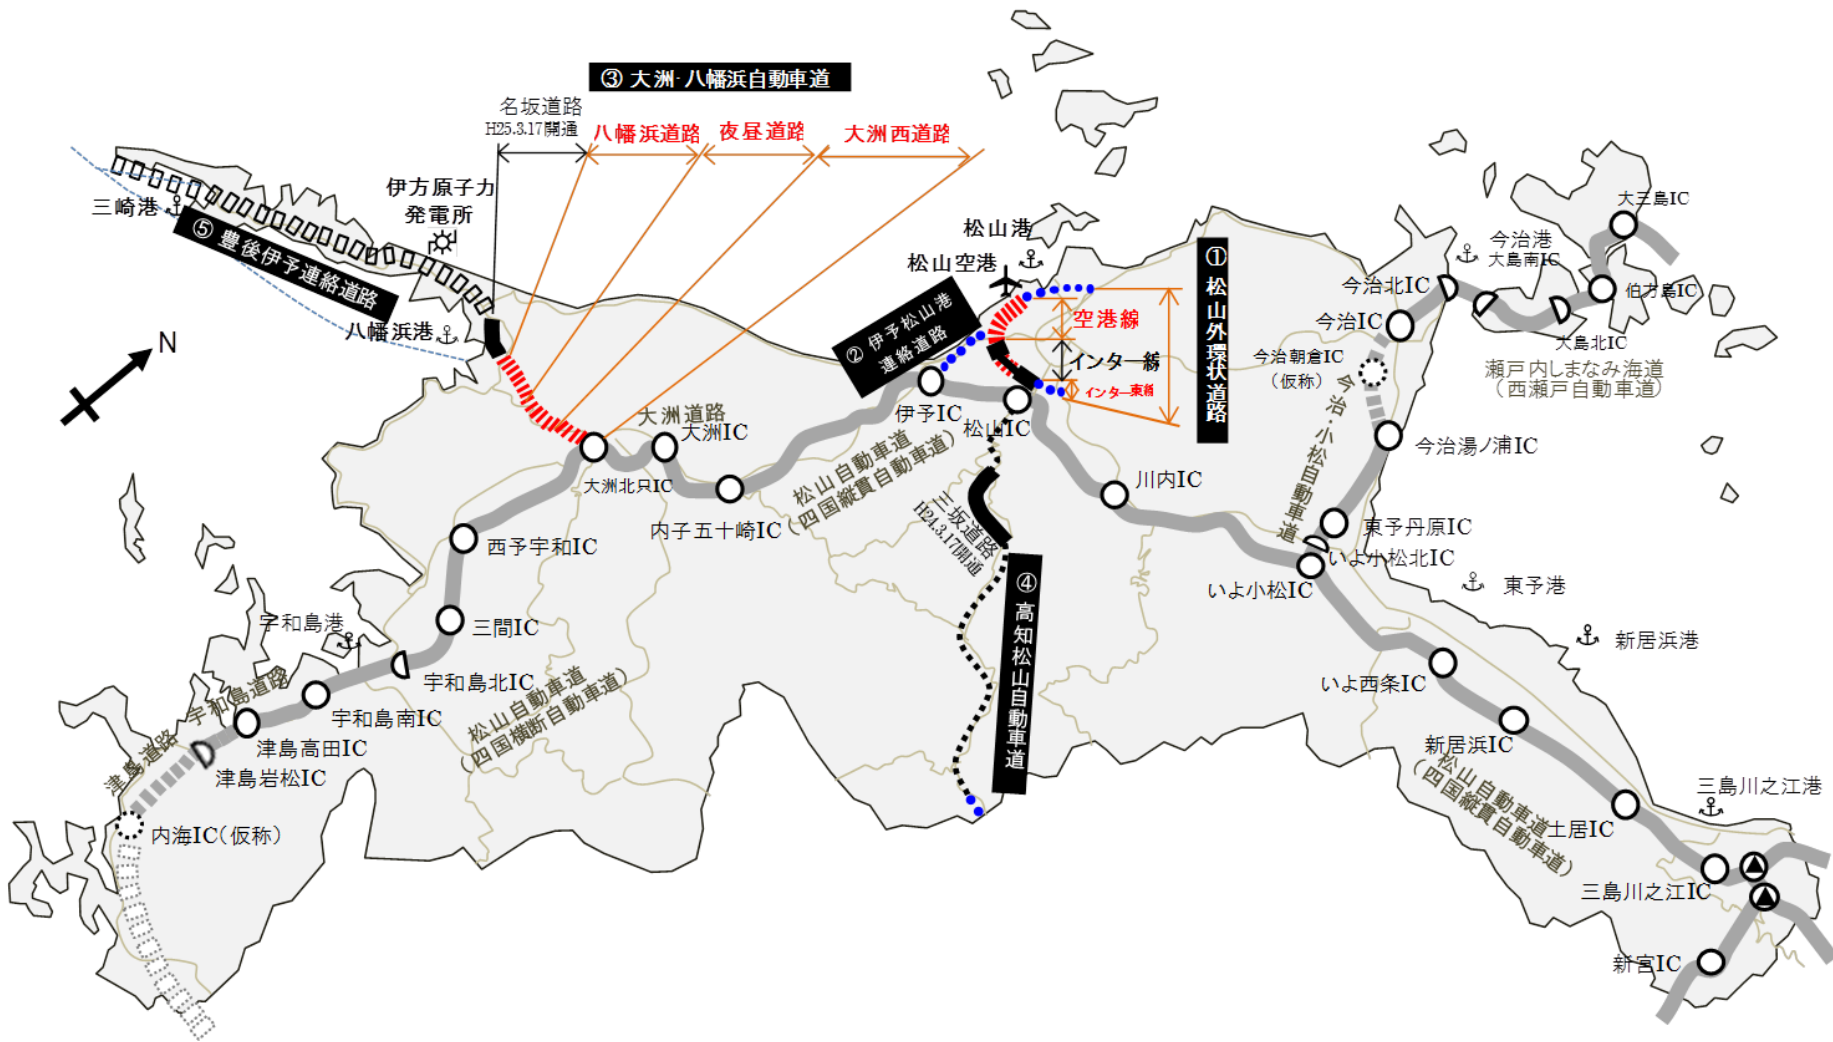 ③ 大洲・八幡浜自動車道
名坂道路
H25.3.17開通
八幡浜道路
夜昼道路
大洲西道路
伊方原子力
発電所
三崎港
⑤ 豊後伊予連絡道路
八幡浜港
N
松山港
松山空港
② 伊予松山港
連絡道路
① 松山外環状道路
空港線
インター線
インター東線
伊予IC
松山IC
大洲道路
大洲IC
大洲北只IC
内子五十崎IC
松山自動車道
(四国縦貫自動車道)
三坂道路
H24.3.17開通
④ 高知松山自動車道
川内IC
西予宇和IC
三間IC
宇和島港
宇和島北IC
宇和島道路
宇和島南IC
松山自動車道
(四国横断自動車道)
津島高田IC
津島道路
津島岩松IC
内海IC(仮称)
大三島IC
今治港
大島南IC
今治北IC
伯方島IC
今治IC
大島北IC
今治朝倉IC
(仮称)
瀬戸内しまなみ海道
(西瀬戸自動車道)
今治・小松自動車道
今治湯ノ浦IC
東予丹原IC
いよ小松北IC
いよ小松IC
東予港
新居浜港
いよ西条IC
新居浜IC
松山自動車道
(四国縦貫自動車道)
三島川之江港
土居IC
三島川之江IC
新宮IC